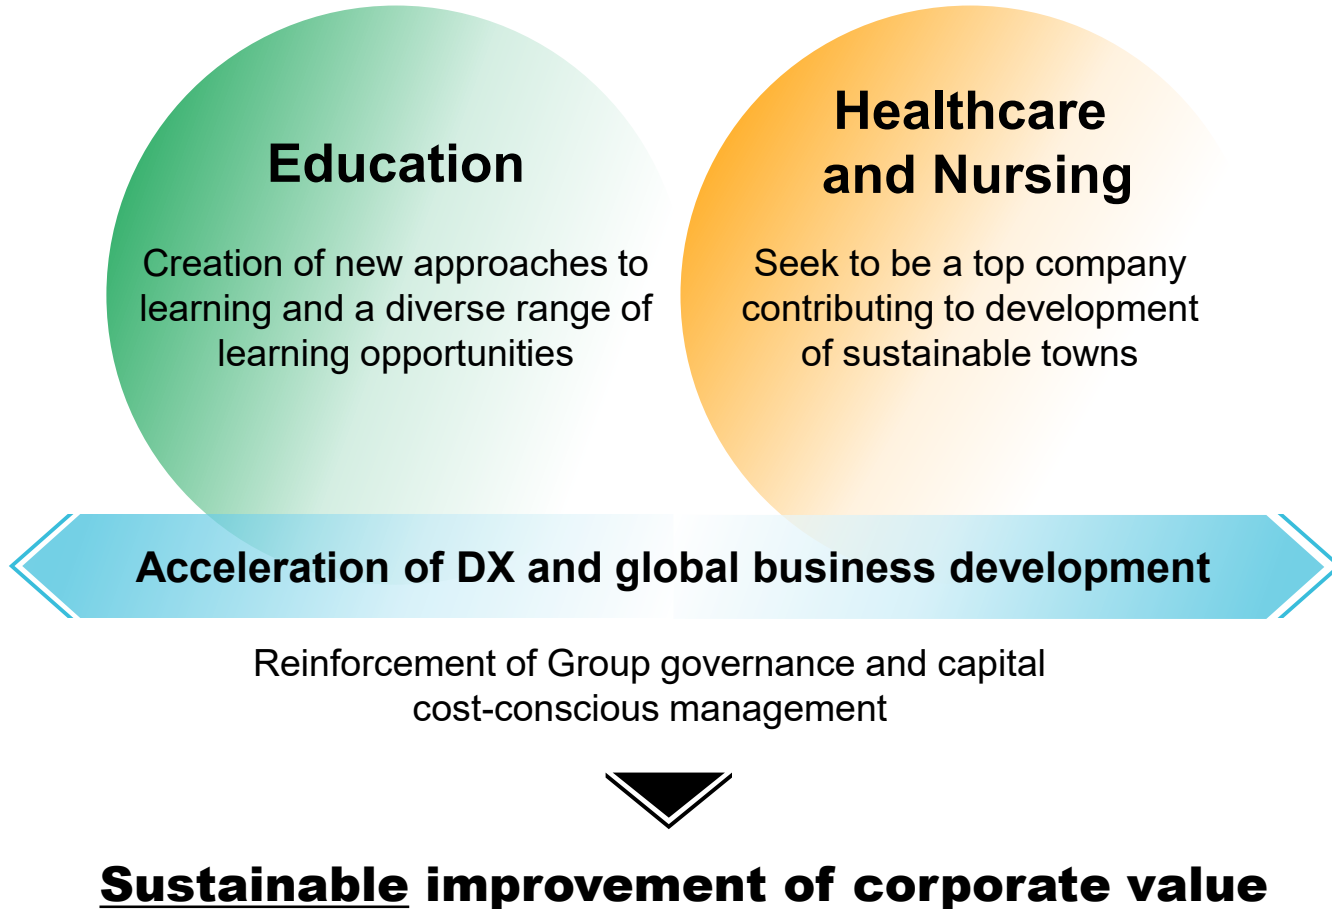 Education
Creation of new approaches to
learning and a diverse range of
learning opportunities
Healthcare
and Nursing
Seek to be a top company
contributing to development
of sustainable towns
Acceleration of DX and global business development
Reinforcement of Group governance and capital
cost-conscious management
Sustainable improvement of corporate value